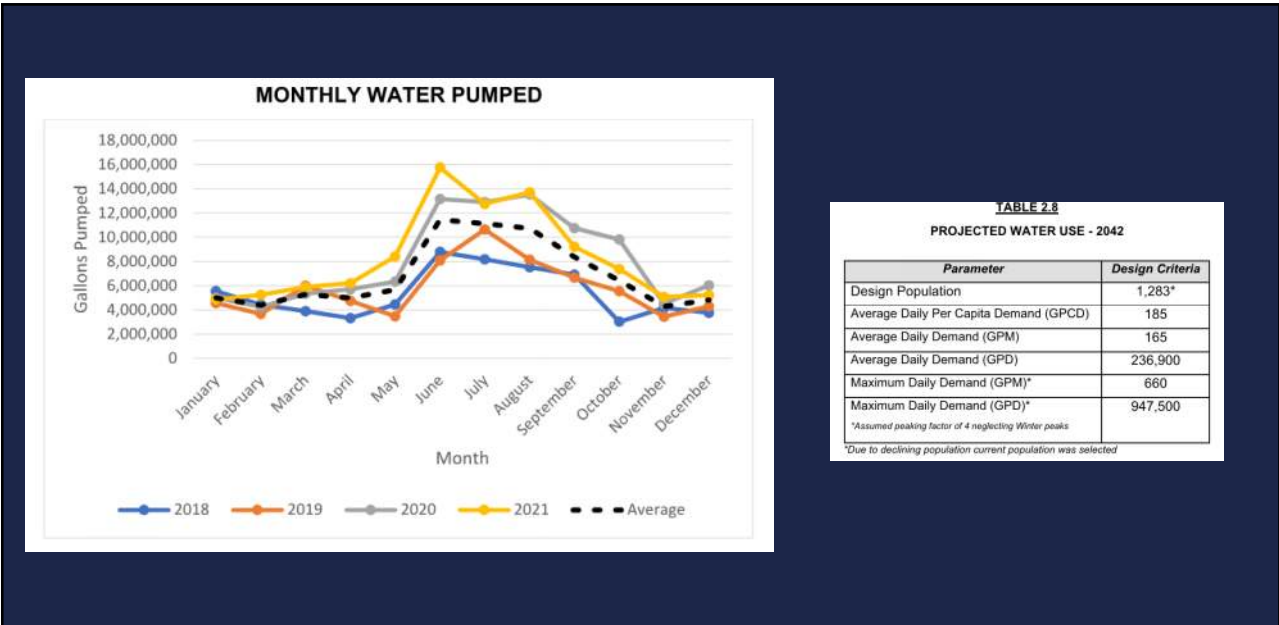 MONTHLY WATER PUMPED
18,000,000
16,000,000
14,000,000
12,000,000
10,000,000
8,000,000
6,000,000
4,000,000
2,000,000
0
Gallons Pumped
January
February
March
April
May
June
July
August
September
October
November
December
Month
2018 2019 2020 2021 Average
TABLE 2.8
PROJECTED WATER USE - 2042
Parameter Design Criteria
Design Population 1,283*
Average Daily Per Capita Demand (GPCD) 185
Average Daily Demand (GPM) 165
Average Daily Demand (GPD) 236,900
Maximum Daily Demand (GPM)* 660
Maximum Daily Demand (GPD)* 947,500
*Assumed peaking factor of 4 neglecting Winter peaks
*Due to declining population current population was selected